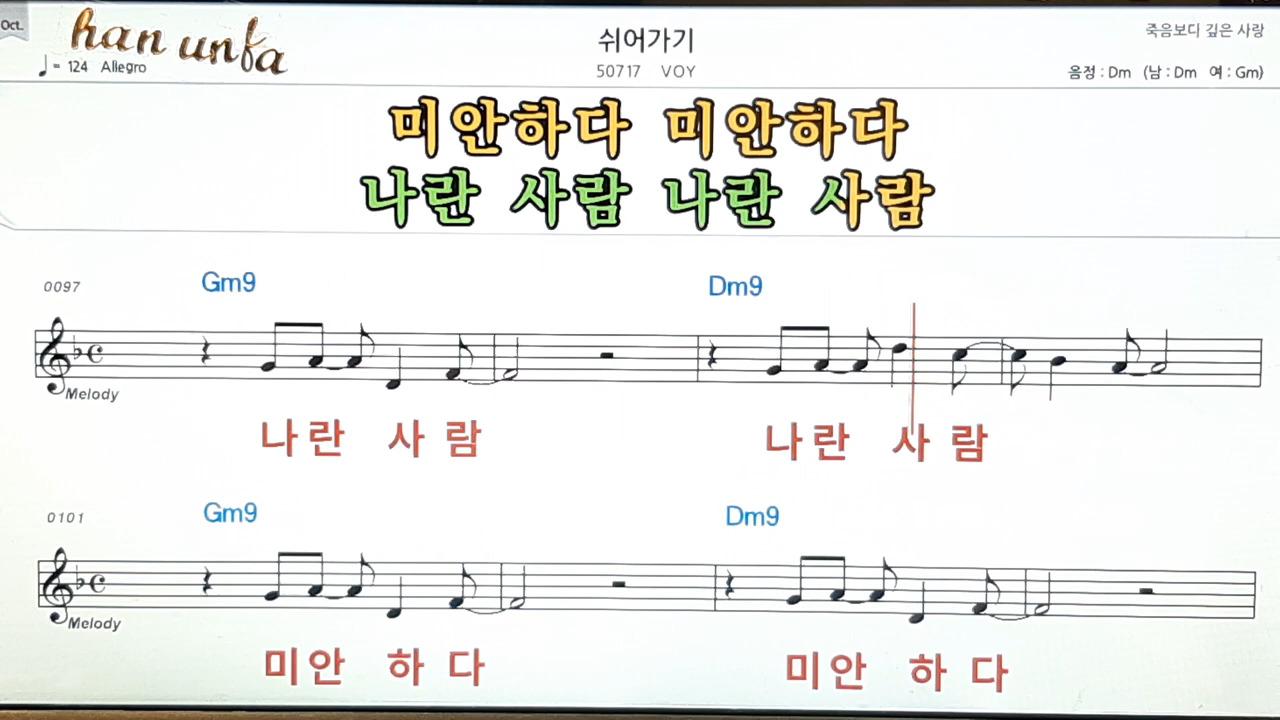 Oct.
han unfa
쉬어가기
죽음보다 깊은 사랑
♩= 124 Allegro
50717 VOY
음정 : Dm (남 : Dm 여 : Gm)
미안하다 미안하다
나란 사람 나란 사람
0097
Gm9 Dm9
Melody
나란 사 람 나란 사 람
0101
Gm9 Dm9
Melody
미안 하 다 미안 하 다